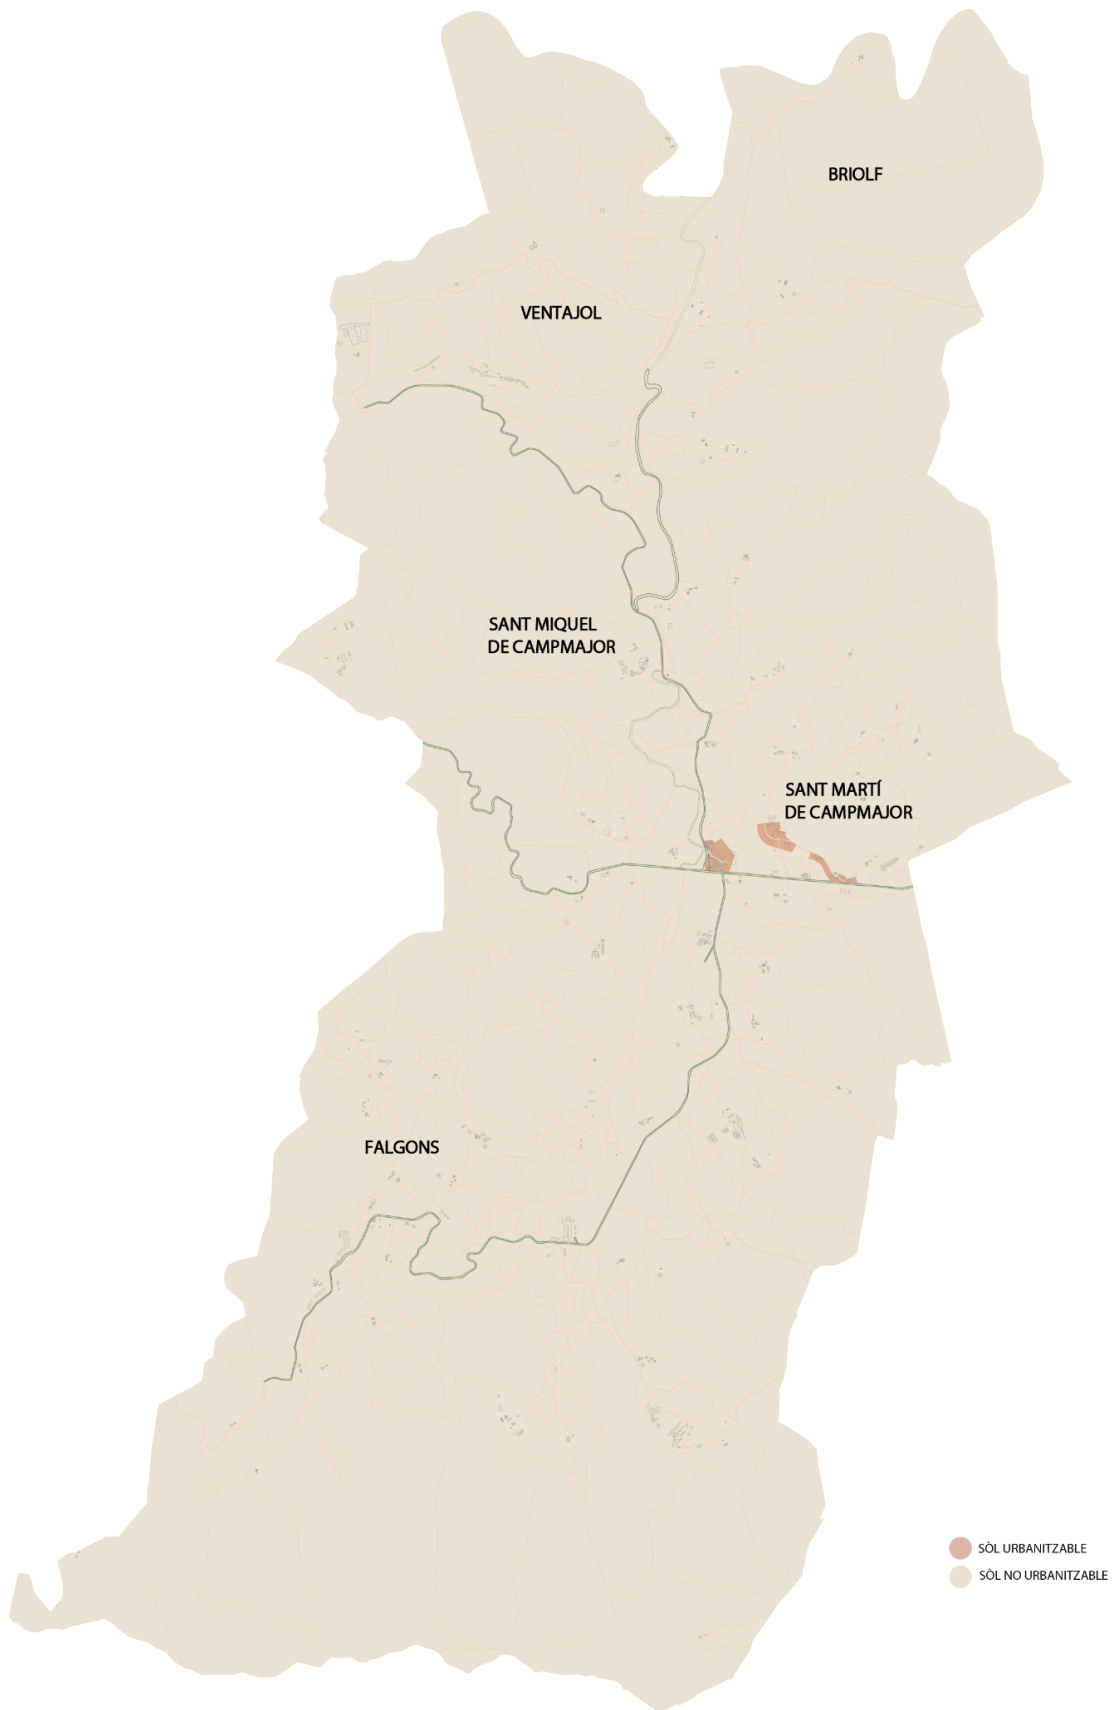 BRIOLF
VENTAJOL
SANT MIQUEL
DE CAMPMAJOR
SANT MARTÍ
DE CAMPMAJOR
FALGONS
SÒL URBANITZABLE
SÒL NO URBANITZABLE